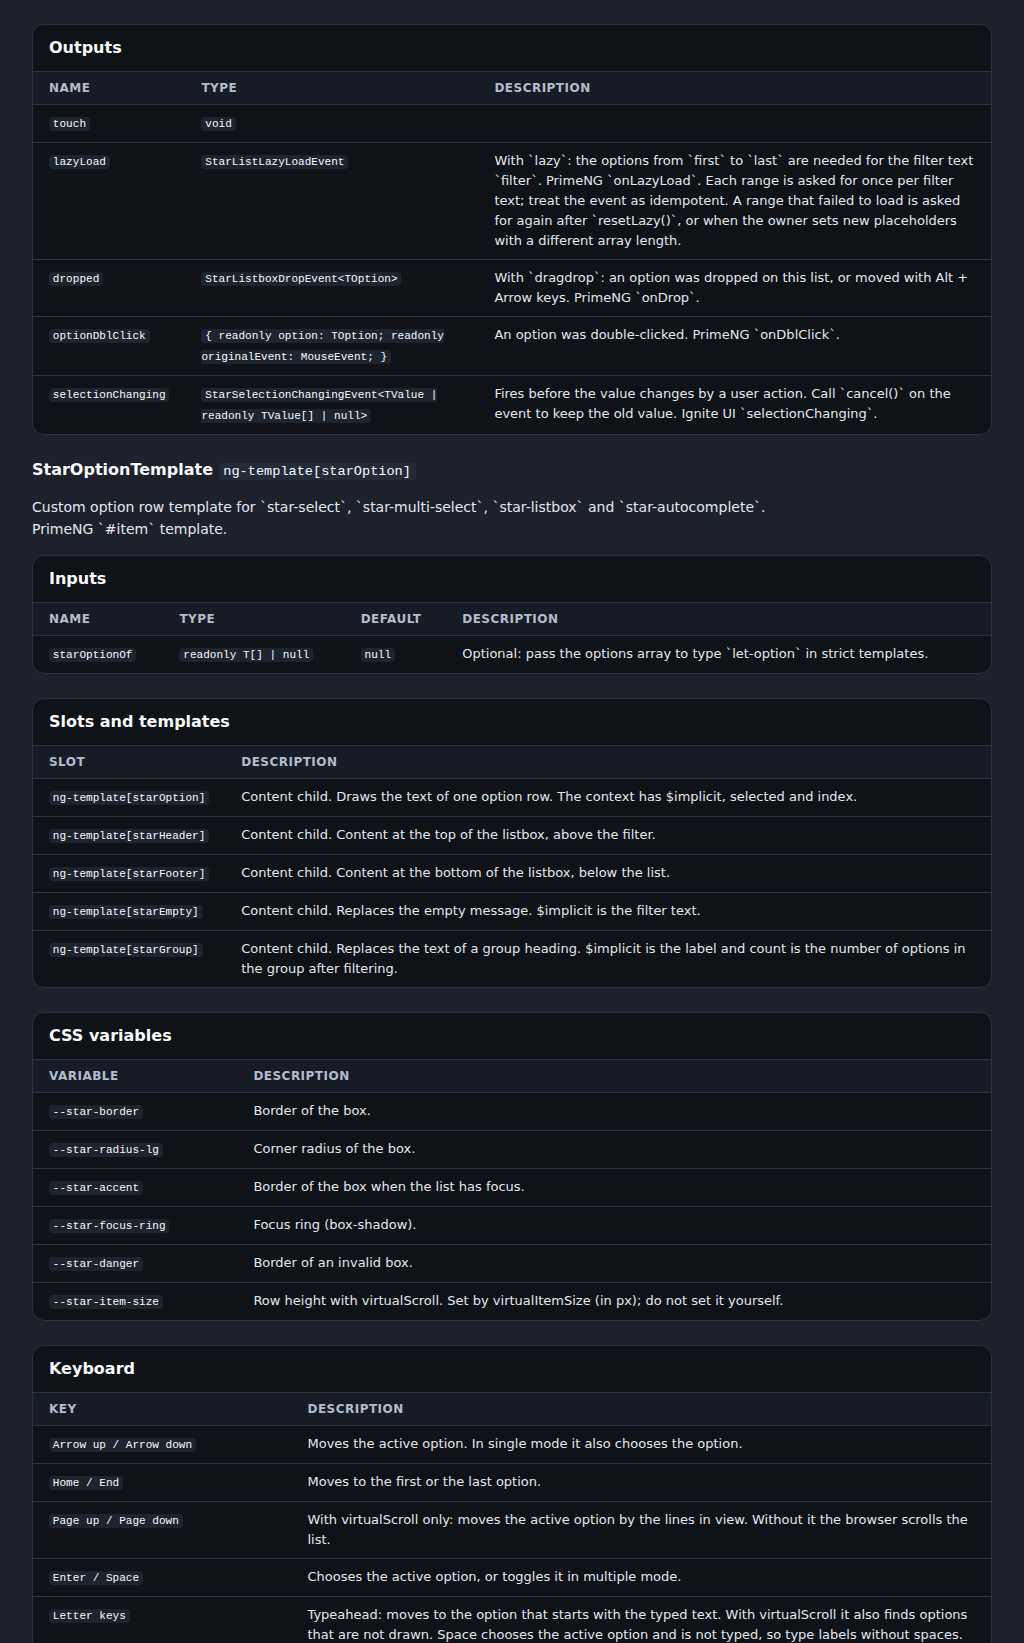 Outputs
NAME TYPE DESCRIPTION
touch void
lazyLoad StarListLazyLoadEvent With `lazy`: the options from `first` to `last` are needed for the filter text
`filter`. PrimeNG `onLazyLoad`. Each range is asked for once per filter
text; treat the event as idempotent. A range that failed to load is asked
for again after `resetLazy()`, or when the owner sets new placeholders
with a different array length.
dropped StarListboxDropEvent<TOption> With `dragdrop`: an option was dropped on this list, or moved with Alt +
Arrow keys. PrimeNG `onDrop`.
optionDblClick { readonly option: TOption; readonly An option was double-clicked. PrimeNG `onDblClick`.
originalEvent: MouseEvent; }
selectionChanging StarSelectionChangingEvent<TValue | Fires before the value changes by a user action. Call `cancel()` on the
readonly TValue[] | null> event to keep the old value. Ignite UI `selectionChanging`.
StarOptionTemplate ng-template[starOption]
Custom option row template for `star-select`, `star-multi-select`, `star-listbox` and `star-autocomplete`.
PrimeNG `#item` template.
Inputs
NAME TYPE DEFAULT DESCRIPTION
starOptionOf readonly T[] | null null Optional: pass the options array to type `let-option` in strict templates.
Slots and templates
SLOT DESCRIPTION
ng-template[starOption] Content child. Draws the text of one option row. The context has $implicit, selected and index.
ng-template[starHeader] Content child. Content at the top of the listbox, above the filter.
ng-template[starFooter] Content child. Content at the bottom of the listbox, below the list.
ng-template[starEmpty] Content child. Replaces the empty message. $implicit is the filter text.
ng-template[starGroup] Content child. Replaces the text of a group heading. $implicit is the label and count is the number of options in
the group after filtering.
CSS variables
VARIABLE DESCRIPTION
--star-border Border of the box.
--star-radius-lg Corner radius of the box.
--star-accent Border of the box when the list has focus.
--star-focus-ring Focus ring (box-shadow).
--star-danger Border of an invalid box.
--star-item-size Row height with virtualScroll. Set by virtualItemSize (in px); do not set it yourself.
Keyboard
KEY DESCRIPTION
Arrow up / Arrow down Moves the active option. In single mode it also chooses the option.
Home / End Moves to the first or the last option.
Page up / Page down With virtualScroll only: moves the active option by the lines in view. Without it the browser scrolls the
list.
Enter / Space Chooses the active option, or toggles it in multiple mode.
Letter keys Typeahead: moves to the option that starts with the typed text. With virtualScroll it also finds options
that are not drawn. Space chooses the active option and is not typed, so type labels without spaces.